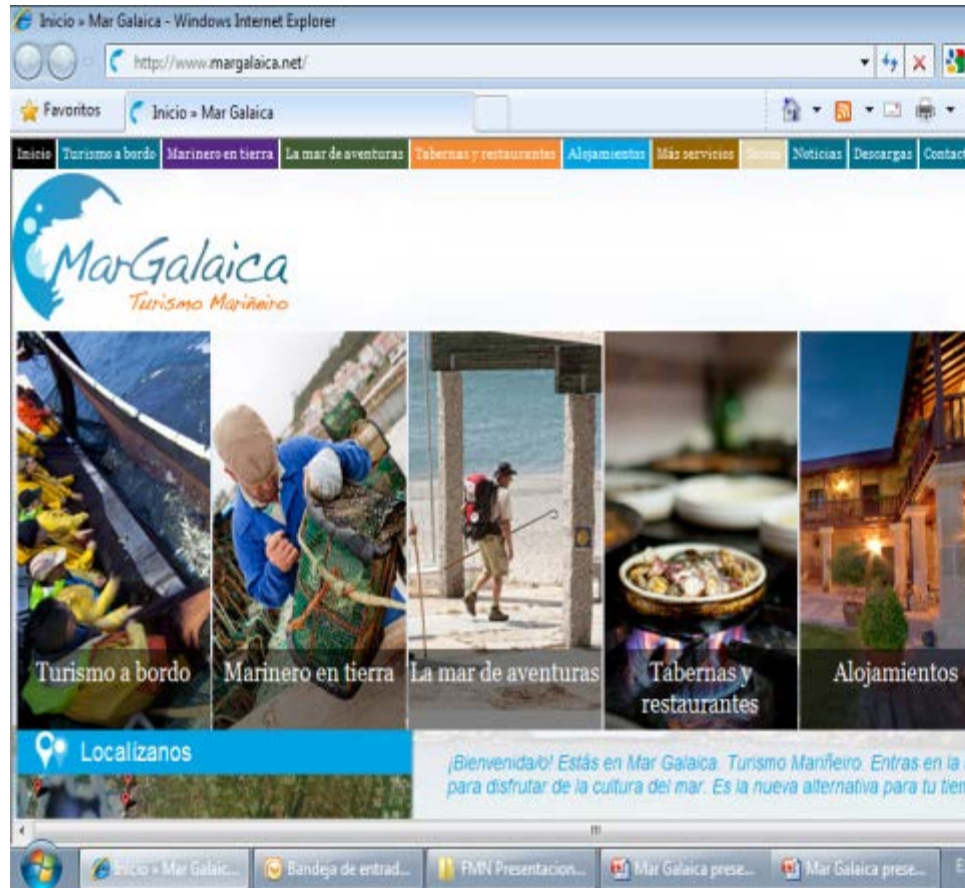 Inicio » Mar Galaica - Windows Internet Explorer
http://www.margalaica.net/
Favoritos Inicio » Mar Galaica
Inicio Turismo a bordo Marinero en tierra La mar de aventuras Tabernas y restaurantes Alojamientos Más servicios Socios Noticias Descargas Contact
MarGalaica
Turismo Mariñeiro
Turismo a bordo Marinero en tierra La mar de aventuras Tabernas y restaurantes Alojamientos
Localízanos
¡Bienvenida/o! Estás en Mar Galaica. Turismo Mariñeiro. Entras en la
para disfrutar de la cultura del mar. Es la nueva alternativa para tu tiem
Inicio » Mar Galaic... Bandeja de entrad... FMN Presentacion... Mar Galaica prese... Mar Galaica prese...